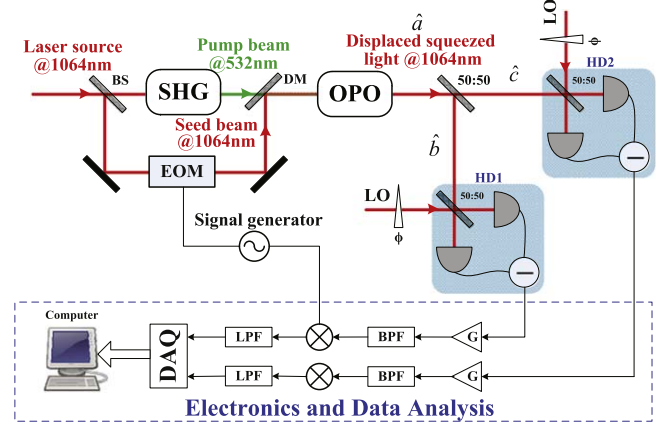 Laser source
@1064nm
BS
SHG
Pump beam
@532nm
DM
Seed beam
@1064nm
EOM
OPO
â
Displaced squeezed
light @1064nm
50:50
ĉ
LO
ϕ
HD2
50:50
b̂
HD1
LO
50:50
ϕ
Signal generator
Computer
DAQ
LPF
BPF
G
LPF
BPF
G
Electronics and Data Analysis